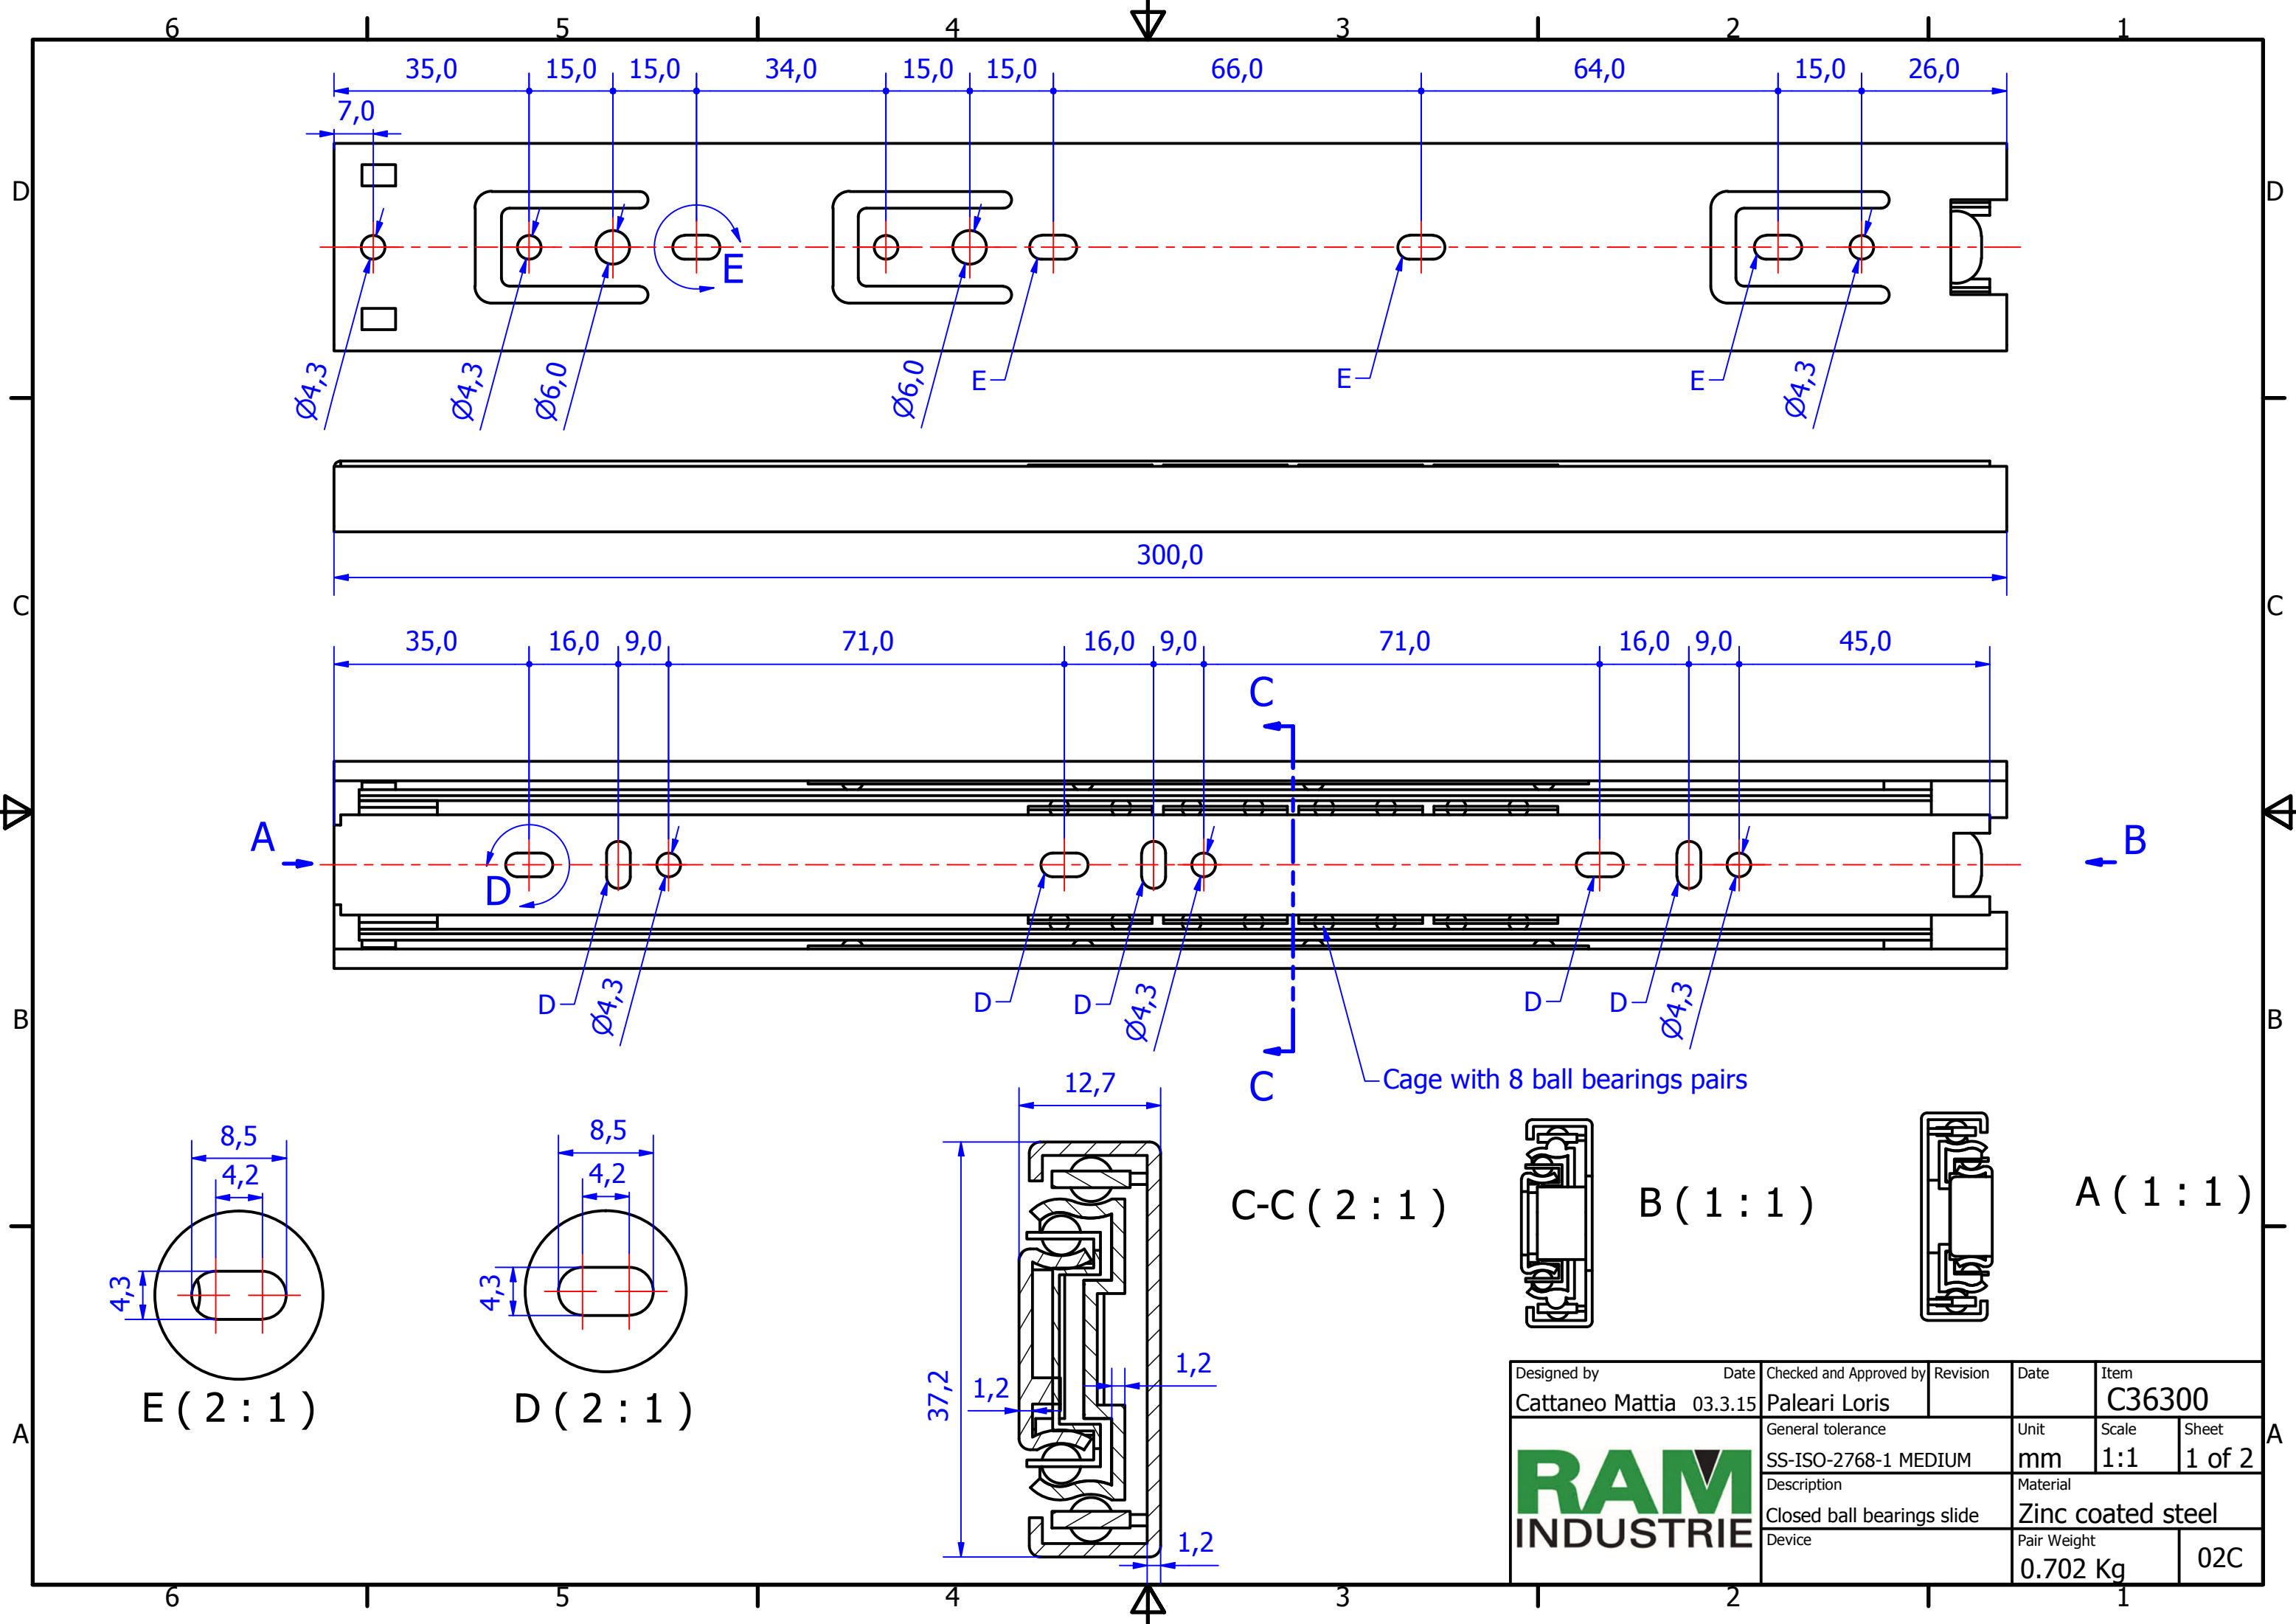 6 5 4 3 2 1
35,0 15,0 15,0 34,0 15,0 15,0 66,0 64,0 15,0 26,0
7,0
D D
E
Ø4,3 Ø4,3 Ø6,0 Ø6,0 E E E Ø4,3
300,0
C C
35,0 16,0 9,0 71,0 16,0 9,0 71,0 16,0 9,0 45,0
C
A B
D
D Ø4,3 D D Ø4,3 D D Ø4,3
B B
C
Cage with 8 ball bearings pairs
8,5 8,5 12,7
4,2 4,2
4,3 4,3
37,2
1,2 1,2
1,2
E ( 2 : 1 )
D ( 2 : 1 )
C-C ( 2 : 1 )
B ( 1 : 1 )
A ( 1 : 1 )
A A
Designed by Date Checked and Approved by Revision Date Item
Cattaneo Mattia 03.3.15 Paleari Loris C36300
General tolerance Unit Scale Sheet
SS-ISO-2768-1 MEDIUM mm 1:1 1 of 2
Description Material
Closed ball bearings slide Zinc coated steel
Device Pair Weight
0.702 Kg 02C
RAM
INDUSTRIE
6 5 4 3 2 1